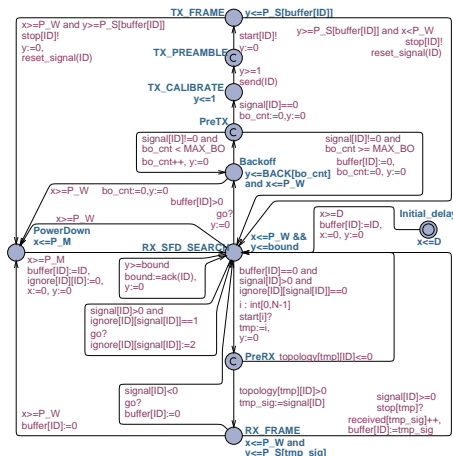 TX_FRAME
y<=P_S[buffer[ID]]
x>=P_W and y>=P_S[buffer[ID]]
stop[ID]!
y:=0,
reset_signal(ID)
start[ID]!
y:=0
y>=P_S[buffer[ID]] and x<P_W
stop[ID]!
reset_signal(ID)
TX_PREAMBLE
C
y>=1
send(ID)
TX_CALIBRATE
y<=1
signal[ID]==0
bo_cnt:=0,y:=0
PreTX
C
signal[ID]!=0 and
bo_cnt < MAX_BO
bo_cnt++, y:=0
signal[ID]!=0 and
bo_cnt >= MAX_BO
buffer[ID]:=0,
bo_cnt:=0, y:=0
Backoff
y<=BACK[bo_cnt]
and x<=P_W
x>=P_W
bo_cnt:=0,y:=0
buffer[ID]>0
go?
y:=0
x>=P_W
PowerDown
x<=P_M
x>=D
buffer[ID]:=ID,
x:=0, y:=0
Initial_delay
x<=D
RX_SFD_SEARCH
x<=P_W &&
y<=bound
x>=P_M
buffer[ID]:=ID,
ignore[ID][ID]:=0,
x:=0, y:=0
y>=bound
bound:=ack(ID),
y:=0
buffer[ID]==0 and
signal[ID]>0 and
ignore[ID][signal[ID]]==0
i : int[0,N-1]
start[i]?
tmp:=i,
y:=0
signal[ID]>0 and
ignore[ID][signal[ID]]==1
go?
ignore[ID][signal[ID]]:=2
C
PreRX
topology[tmp][ID]<=0
signal[ID]<0
go?
buffer[ID]:=0
topology[tmp][ID]>0
tmp_sig:=signal[ID]
signal[ID]>=0
stop[tmp]?
received[tmp_sig]++,
buffer[ID]:=tmp_sig
x>=P_W
buffer[ID]:=0
RX_FRAME
x<=P_W and
y<=P_S[tmp_sig]